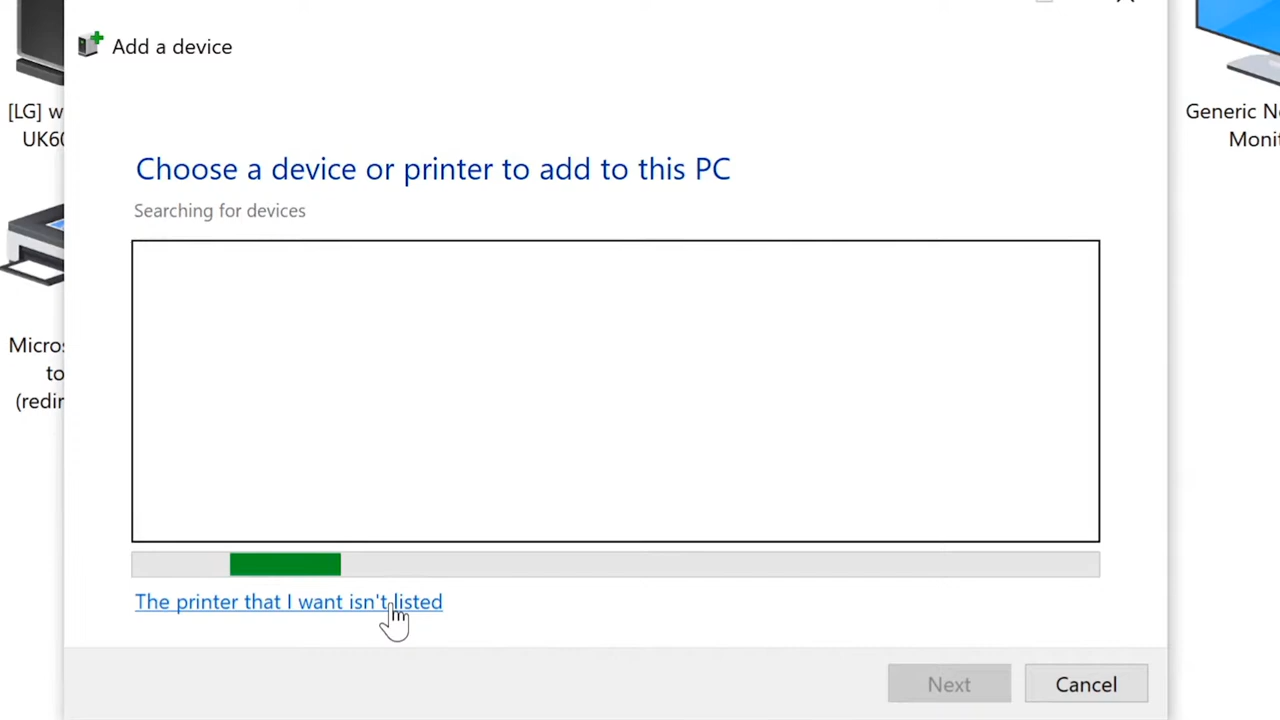 Add a device
[LG] w
UK60
Generic No
Monit
Choose a device or printer to add to this PC
Searching for devices
Micros
to
(redir
The printer that I want isn't listed
Next
Cancel